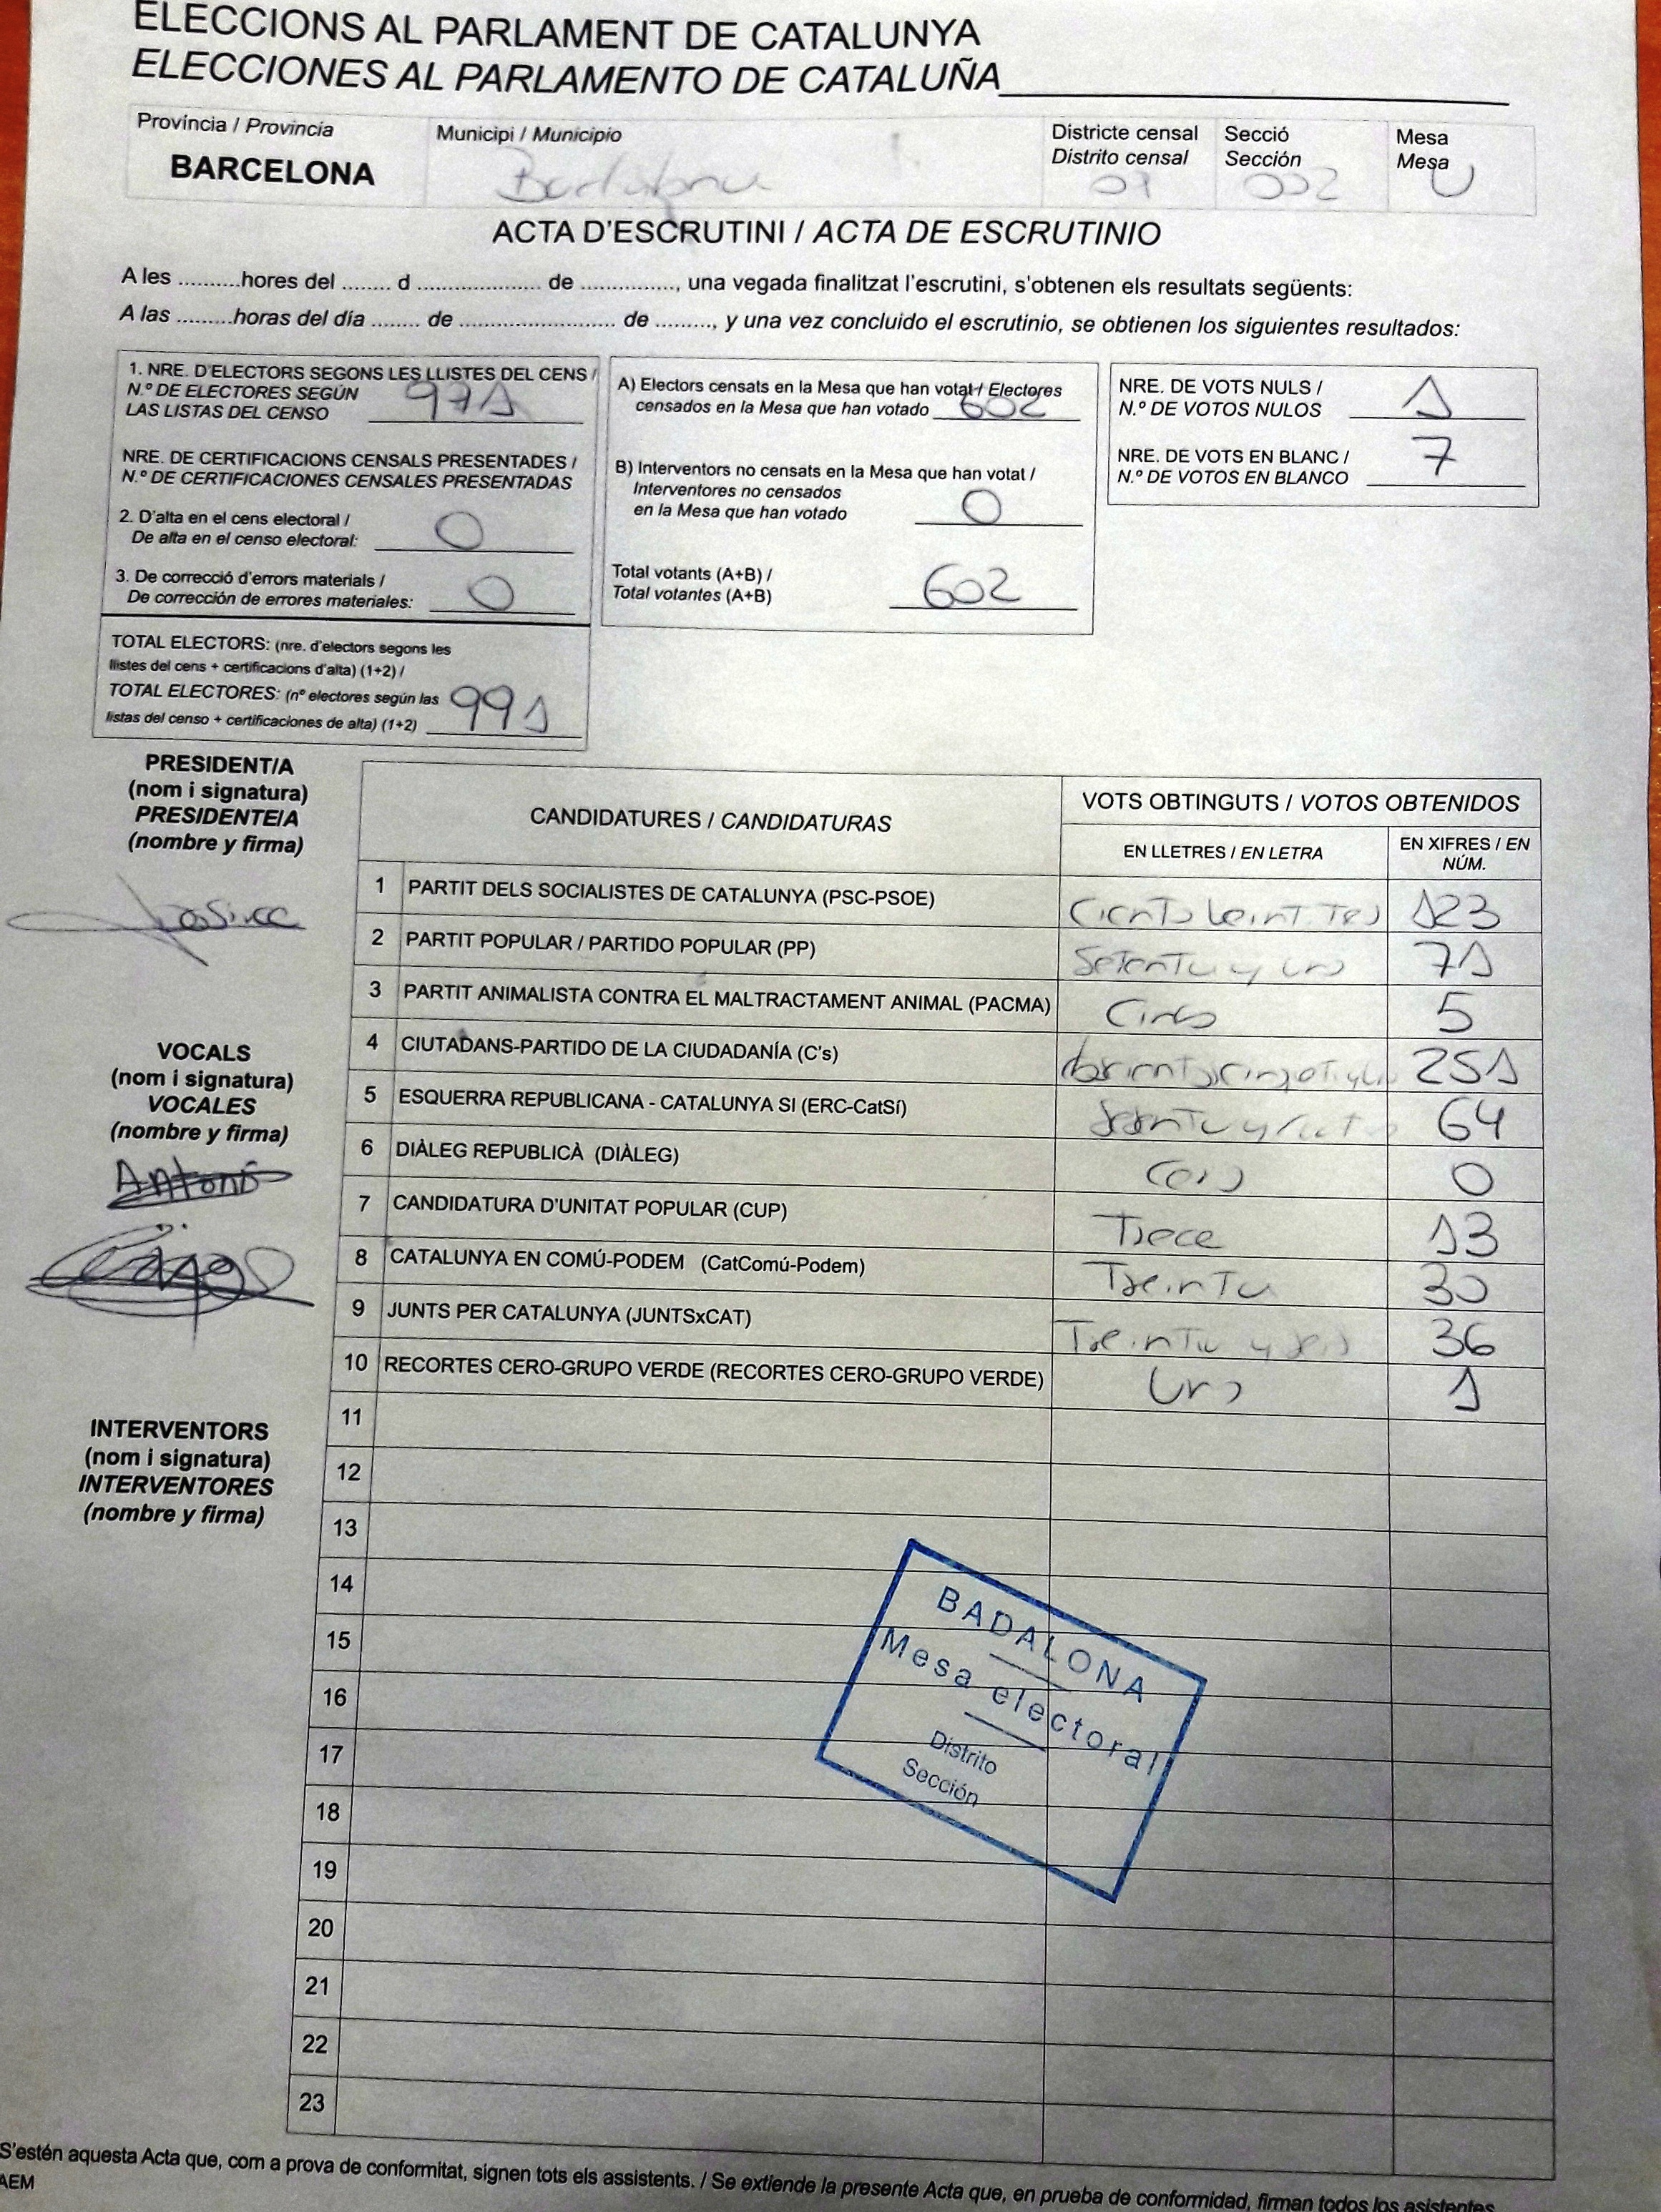 ELECCIONS AL PARLAMENT DE CATALUNYA
ELECCIONES AL PARLAMENTO DE CATALUÑA
Província / Provincia
BARCELONA
Municipi / Municipio
Badalona
Districte censal
Distrito censal
Secció
Sección
002
Mesa
Mesa
U
ACTA D'ESCRUTINI / ACTA DE ESCRUTINIO
A les ..........hores del ........ d ..................... de ................, una vegada finalitzat l'escrutini, s'obtenen els resultats següents:
A las .........horas del día ........ de .......................... de ........., y una vez concluido el escrutinio, se obtienen los siguientes resultados:
1. NRE. D'ELECTORS SEGONS LES LLISTES DEL CENS /
N.º DE ELECTORES SEGÚN
LAS LISTAS DEL CENSO 971
NRE. DE CERTIFICACIONS CENSALS PRESENTADES /
N.º DE CERTIFICACIONES CENSALES PRESENTADAS
2. D'alta en el cens electoral /
De alta en el censo electoral: 0
3. De correcció d'errors materials /
De corrección de errores materiales: 0
TOTAL ELECTORS: (nre. d'electors segons les
llistes del cens + certificacions d'alta) (1+2) /
TOTAL ELECTORES: (nº electores según las
listas del censo + certificaciones de alta) (1+2) 991
A) Electors censats en la Mesa que han votat / Electores
censados en la Mesa que han votado 602
B) Interventors no censats en la Mesa que han votat /
Interventores no censados
en la Mesa que han votado 0
Total votants (A+B) /
Total votantes (A+B) 602
NRE. DE VOTS NULS /
N.º DE VOTOS NULOS 1
NRE. DE VOTS EN BLANC /
N.º DE VOTOS EN BLANCO 7
PRESIDENT/A
(nom i signatura)
PRESIDENTE/A
(nombre y firma)
VOCALS
(nom i signatura)
VOCALES
(nombre y firma)
Antonio
INTERVENTORS
(nom i signatura)
INTERVENTORES
(nombre y firma)
CANDIDATURES / CANDIDATURAS
VOTS OBTINGUTS / VOTOS OBTENIDOS
EN LLETRES / EN LETRA
EN XIFRES / EN
NÚM.
1 PARTIT DELS SOCIALISTES DE CATALUNYA (PSC-PSOE) Ciento 123
2 PARTIT POPULAR / PARTIDO POPULAR (PP) Setenta y uno 71
3 PARTIT ANIMALISTA CONTRA EL MALTRACTAMENT ANIMAL (PACMA) Cinco 5
4 CIUTADANS-PARTIDO DE LA CIUDADANÍA (C's) 251
5 ESQUERRA REPUBLICANA - CATALUNYA SI (ERC-CatSí) 64
6 DIÀLEG REPUBLICÀ (DIÀLEG) Cero 0
7 CANDIDATURA D'UNITAT POPULAR (CUP) Trece 13
8 CATALUNYA EN COMÚ-PODEM (CatComú-Podem) Treinta 30
9 JUNTS PER CATALUNYA (JUNTSxCAT) Treinta y seis 36
10 RECORTES CERO-GRUPO VERDE (RECORTES CERO-GRUPO VERDE) Uno 1
11
12
13
14
15
16
17
18
19
20
21
22
23
BADALONA
Mesa electoral
Distrito
Sección
S'estén aquesta Acta que, com a prova de conformitat, signen tots els assistents. / Se extiende la presente Acta que, en prueba de conformidad, firman todos los asistentes
AEM